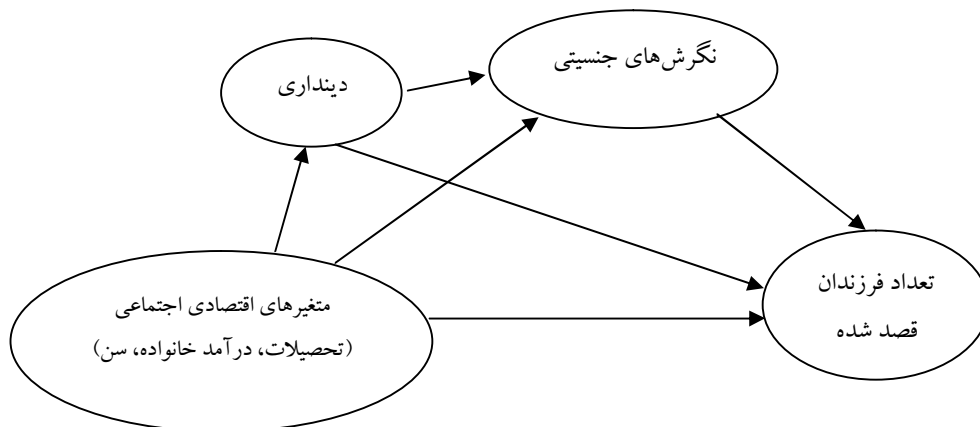 نگرش‌های جنسیتی
دینداری
تعداد فرزندان
قصد شده
متغیرهای اقتصادی اجتماعی
(تحصیلات، درآمد خانواده، سن)